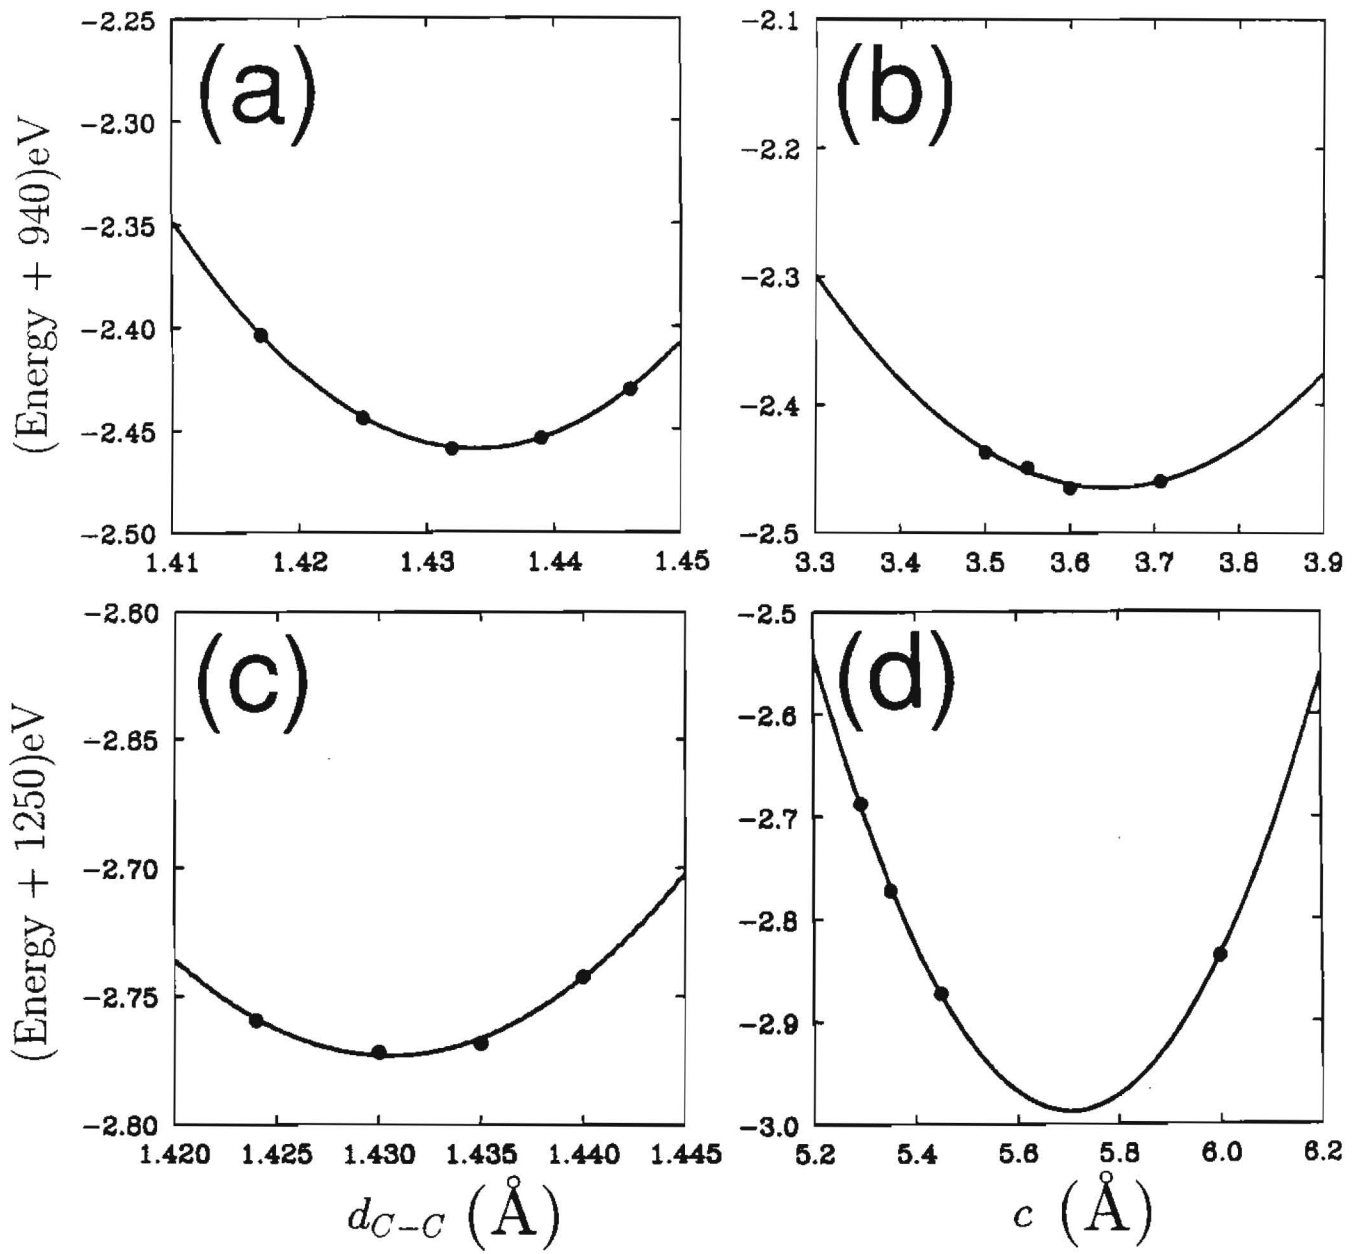 (a)
(Energy + 940)eV
−2.25
−2.30
−2.35
−2.40
−2.45
−2.50
1.41 1.42 1.43 1.44 1.45
(b)
−2.1
−2.2
−2.3
−2.4
−2.5
3.3 3.4 3.5 3.6 3.7 3.8 3.9
(c)
(Energy + 1250)eV
−2.80
−2.65
−2.70
−2.75
−2.80
1.420 1.425 1.430 1.435 1.440 1.445
d_{C−C} (Å)
(d)
−2.5
−2.6
−2.7
−2.8
−2.9
−3.0
5.2 5.4 5.6 5.8 6.0 6.2
c (Å)